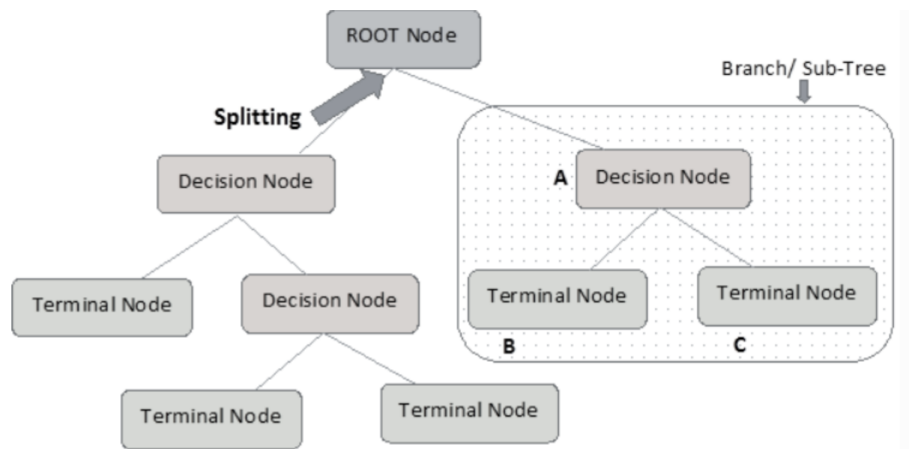 ROOT Node
Branch/ Sub-Tree
Splitting
Decision Node
A
Decision Node
Terminal Node
Decision Node
Terminal Node
Terminal Node
B
C
Terminal Node
Terminal Node